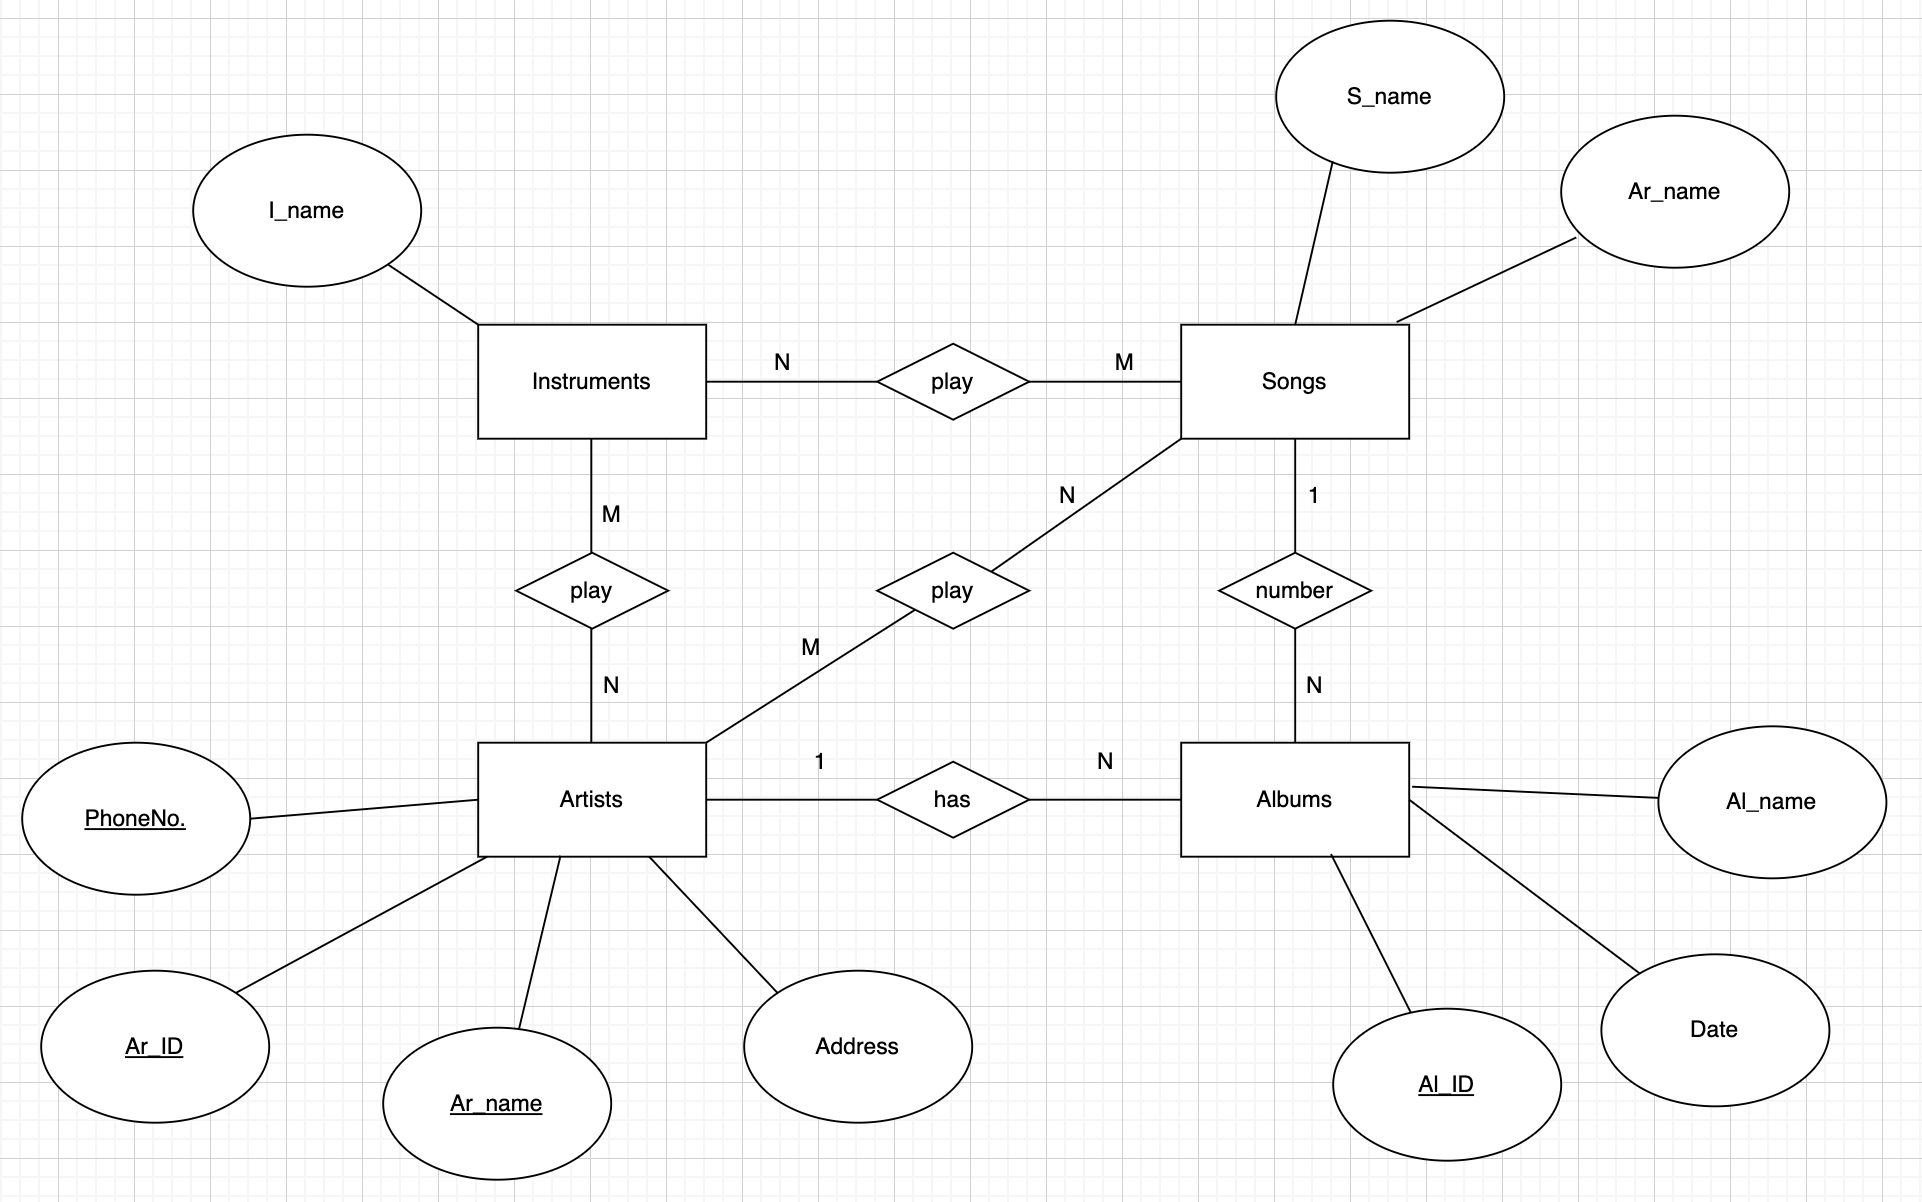 S_name
Ar_name
I_name
N
M
Instruments
play
Songs
N
1
M
play
play
number
M
N
N
1
N
PhoneNo.
Artists
has
Albums
Al_name
Ar_ID
Ar_name
Address
Al_ID
Date